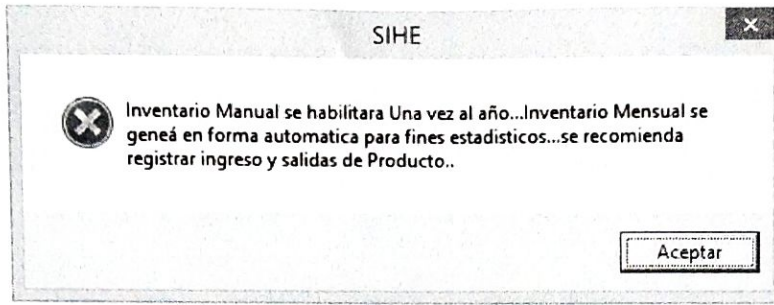 SIHE
Inventario Manual se habilitara Una vez al año...Inventario Mensual se
geneá en forma automatica para fines estadisticos...se recomienda
registrar ingreso y salidas de Producto..
Aceptar